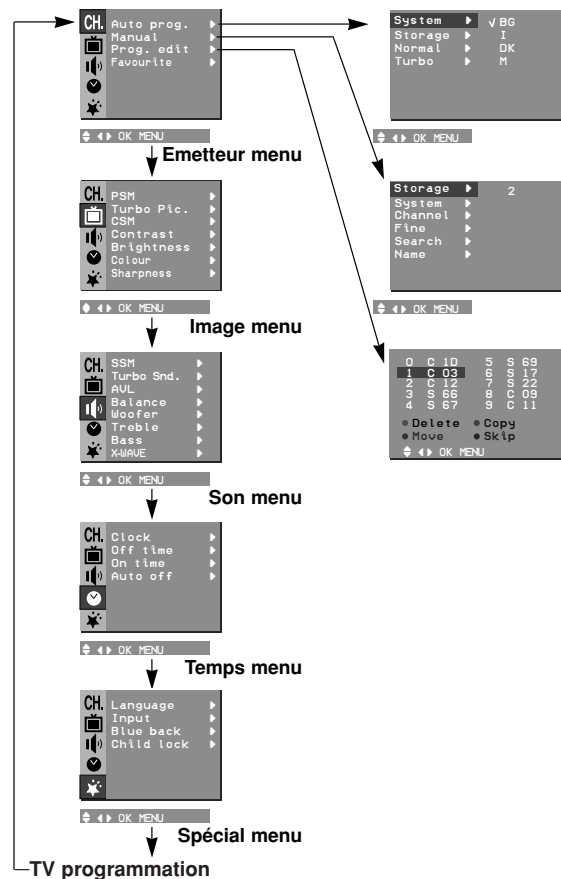 CH.
Auto prog.
Manual
Prog. edit
Favourite
OK MENU
Emetteur menu
CH.
PSM
Turbo Pic.
CSM
Contrast
Brightness
Colour
Sharpness
OK MENU
Image menu
CH.
SSM
Turbo Snd.
AVL
Balance
Woofer
Treble
Bass
X-WAVE
OK MENU
Son menu
CH.
Clock
Off time
On time
Auto off
OK MENU
Temps menu
CH.
Language
Input
Blue back
Child lock
OK MENU
Spécial menu
TV programmation
System √ BG
Storage I
Normal DK
Turbo M
OK MENU
Storage 2
System
Channel
Fine
Search
Name
OK MENU
0 C 10 5 S 69
1 C 03 6 S 17
2 C 12 7 S 22
3 S 66 8 C 09
4 S 67 9 C 11
Delete Copy
Move Skip
OK MENU